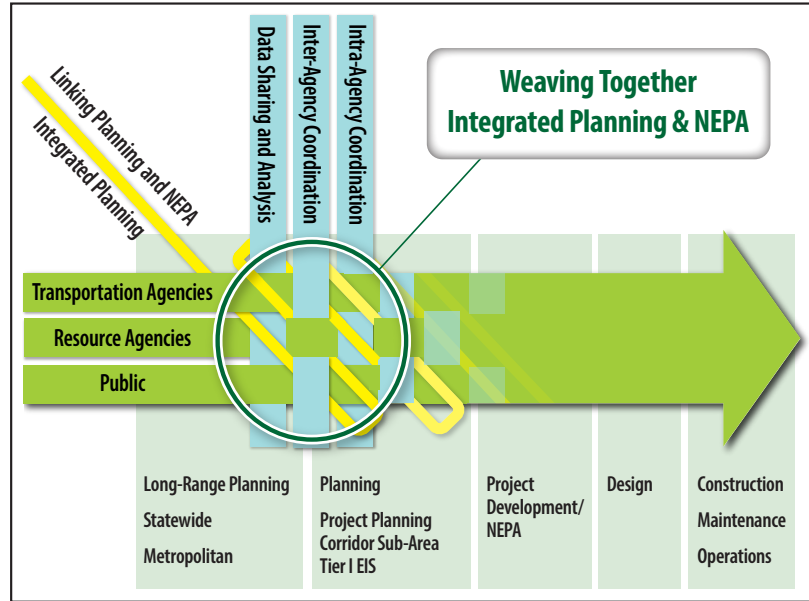 Weaving Together
Integrated Planning & NEPA
Data Sharing and Analysis
Inter-Agency Coordination
Intra-Agency Coordination
Linking Planning and NEPA
Integrated Planning
Transportation Agencies
Resource Agencies
Public
Long-Range Planning
Statewide
Metropolitan
Planning
Project Planning
Corridor Sub-Area
Tier I EIS
Project
Development/
NEPA
Design
Construction
Maintenance
Operations